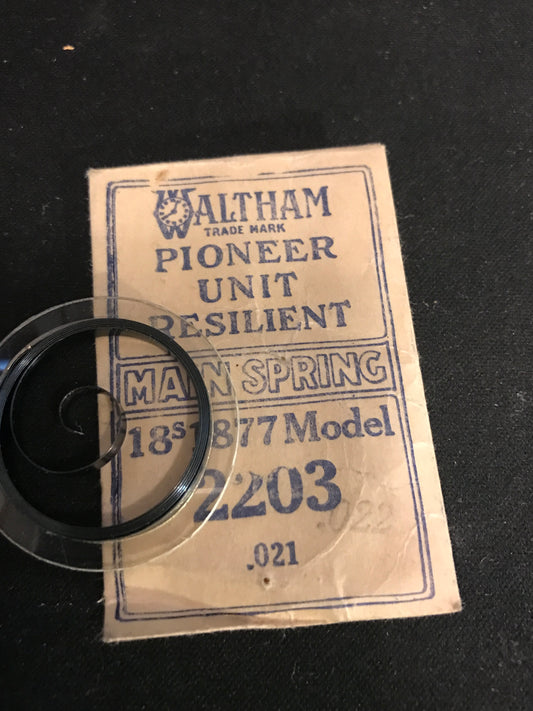 WALTHAM
TRADE MARK
PIONEER
UNIT
RESILIENT
MAIN SPRING
18s 1877 Model
2203
.022
.021